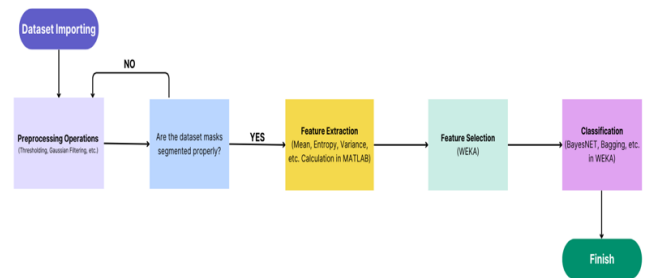 Dataset Importing
NO
Preprocessing Operations
(Thresholding, Gaussian Filtering, etc.)
Are the dataset masks
segmented properly?
YES
Feature Extraction
(Mean, Entropy, Variance,
etc. Calculation in MATLAB)
Feature Selection
(WEKA)
Classification
(BayesNET, Bagging, etc.
in WEKA)
Finish